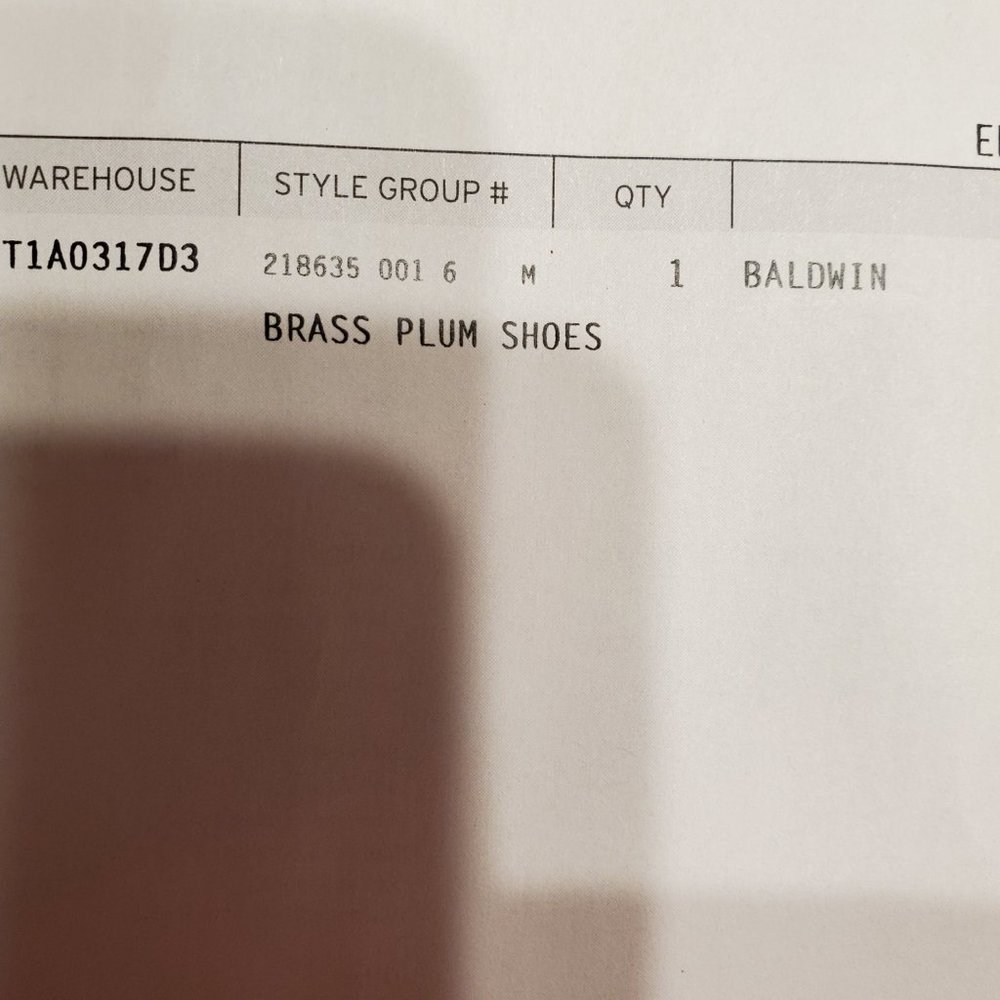 WAREHOUSE STYLE GROUP # QTY
T1A0317D3 218635 001 6 M 1 BALDWIN
BRASS PLUM SHOES